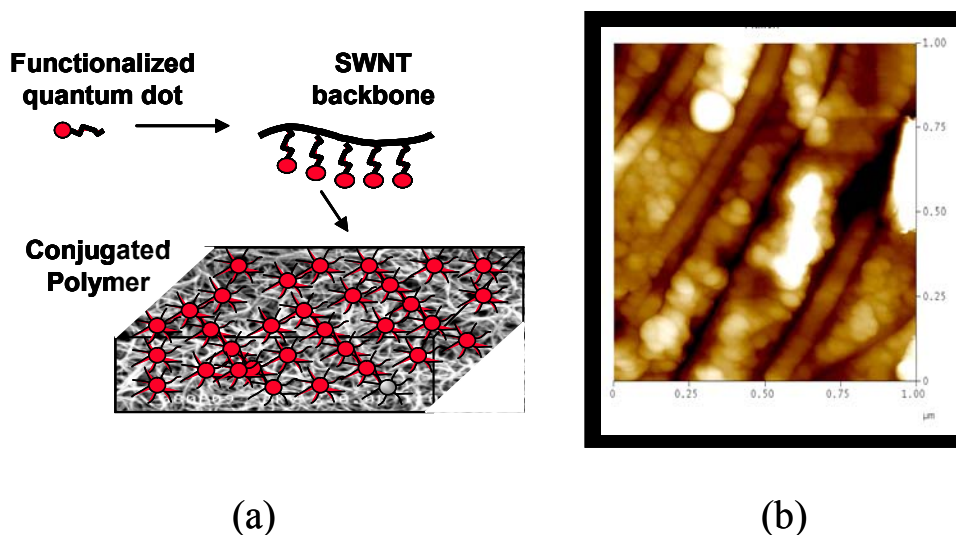 Functionalized
quantum dot
SWNT
backbone
Conjugated
Polymer
1.00
0.75
0.50
0.25
0
0
0.25
0.50
0.75
1.00
µm
(a)
(b)